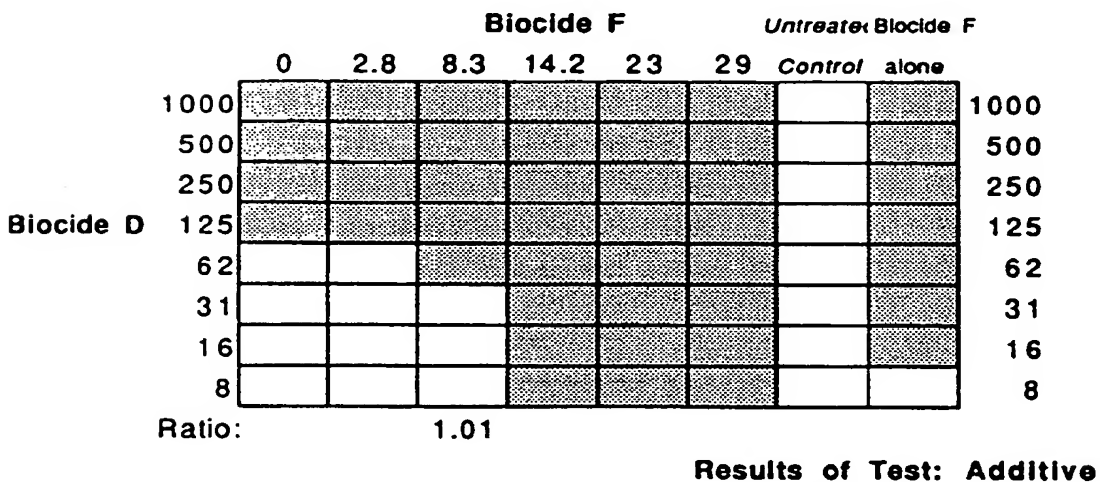 Biocide F Untreated Biocide F
0 2.8 8.3 14.2 23 29 Control alone
1000 1000
500 500
250 250
Biocide D 125 125
62 62
31 31
16 16
8 8
Ratio: 1.01
Results of Test: Additive